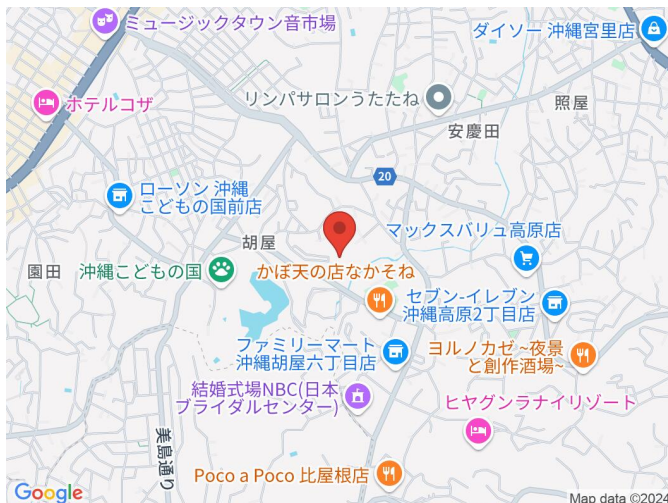 ミュージックタウン音市場
ダイソー 沖縄宮里店
ホテルコザ
リンパサロンうたたね
照屋
安慶田
20
ローソン 沖縄
こどもの国前店
マックスバリュ高原店
胡屋
園田
沖縄こどもの国
かぼ天の店なかそね
セブン-イレブン
沖縄高原2丁目店
ファミリーマート
沖縄胡屋六丁目店
ヨルノカゼ ~夜景
と創作酒場~
結婚式場NBC(日本
ブライダルセンター)
ヒヤグンラナイリゾート
美島通り
Poco a Poco 比屋根店
Google
Map data ©2024